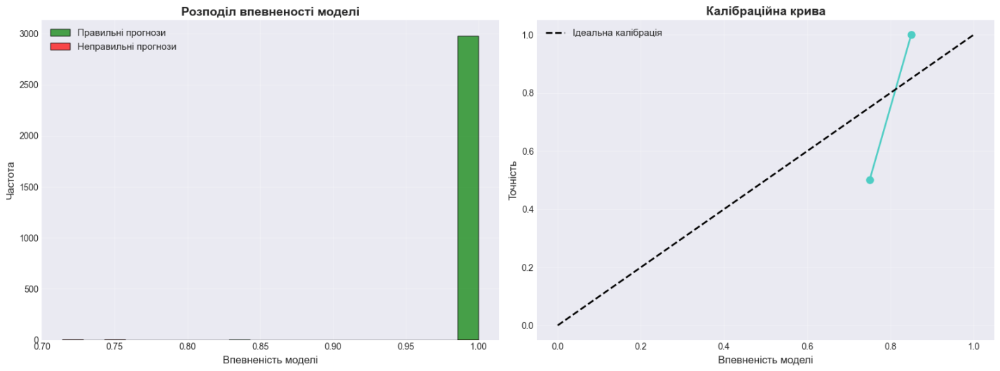 Розподіл впевненості моделі
Правильні прогнози
Неправильні прогнози
3000
2500
2000
1500
1000
500
0
0.70 0.75 0.80 0.85 0.90 0.95 1.00
Частота
Впевненість моделі
Калібраційна крива
Ідеальна калібрація
1.0
0.8
0.6
0.4
0.2
0.0
0.0 0.2 0.4 0.6 0.8 1.0
Точність
Впевненість моделі